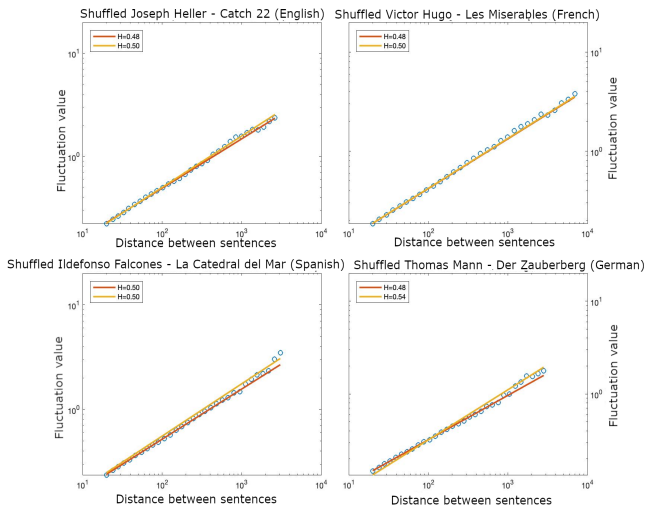 Shuffled Joseph Heller - Catch 22 (English)
H=0.48
H=0.50
10^1
10^0
Fluctuation value
10^1 10^2 10^3 10^4
Distance between sentences
Shuffled Victor Hugo - Les Miserables (French)
H=0.48
H=0.50
10^1
10^0
Fluctuation value
10^1 10^2 10^3 10^4
Distance between sentences
Shuffled Ildefonso Falcones - La Catedral del Mar (Spanish)
H=0.50
H=0.50
10^1
10^0
Fluctuation value
10^1 10^2 10^3 10^4
Distance between sentences
Shuffled Thomas Mann - Der Zauberberg (German)
H=0.48
H=0.54
10^1
10^0
Fluctuation value
10^1 10^2 10^3 10^4
Distance between sentences